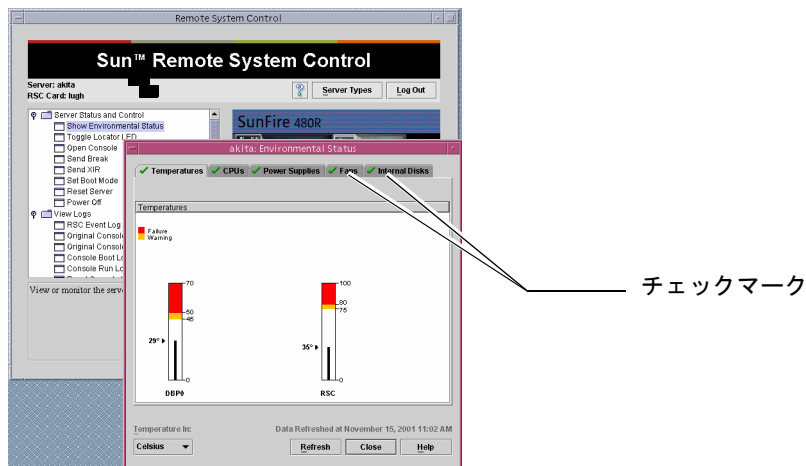 Remote System Control
Sun™ Remote System Control
Server: akita
RSC Card: lugh
Server Types
Log Out
Server Status and Control
Show Environmental Status
Toggle Locator LED
Open Console
Send Break
Send XIR
Set Boot Mode
Reset Server
Power Off
View Logs
RSC Event Log
Original Console
Original Console
Console Boot Lo
Console Run Lo
View or monitor the serve
SunFire 480R
akita: Environmental Status
Temperatures
CPUs
Power Supplies
Fans
Internal Disks
Temperatures
Failure
Warning
70
50
45
29°
0
DBP0
100
80
75
35°
0
RSC
Temperature In:
Data Refreshed at November 15, 2001 11:02 AM
Celsius
Refresh
Close
Help
チェックマーク